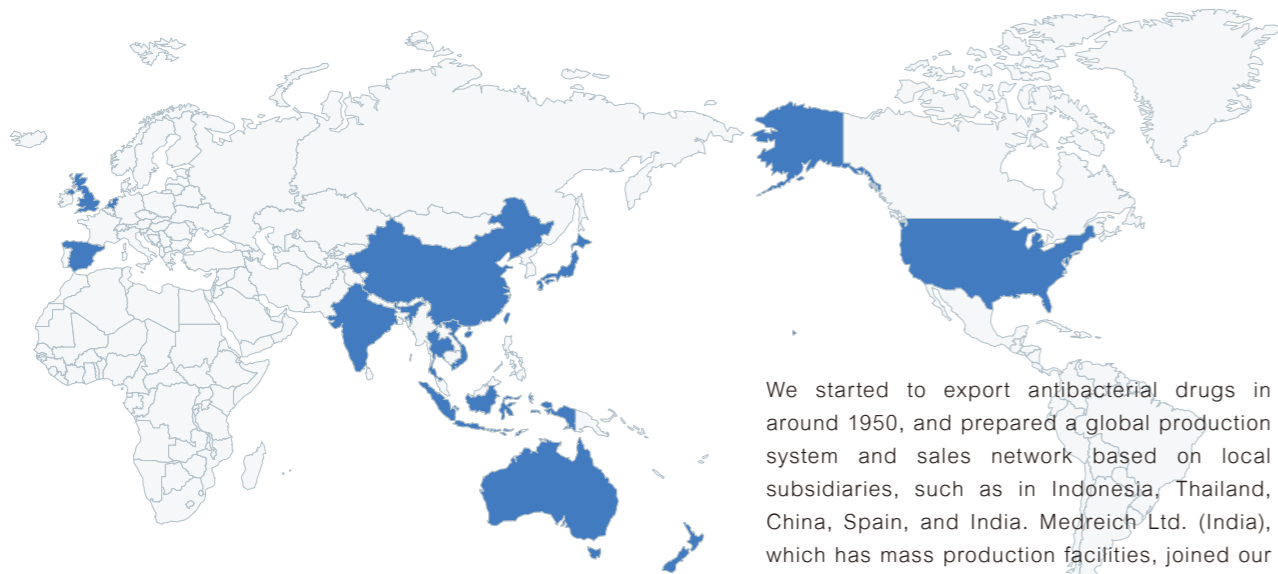 We started to export antibacterial drugs in
around 1950, and prepared a global production
system and sales network based on local
subsidiaries, such as in Indonesia, Thailand,
China, Spain, and India. Medreich Ltd. (India),
which has mass production facilities, joined our